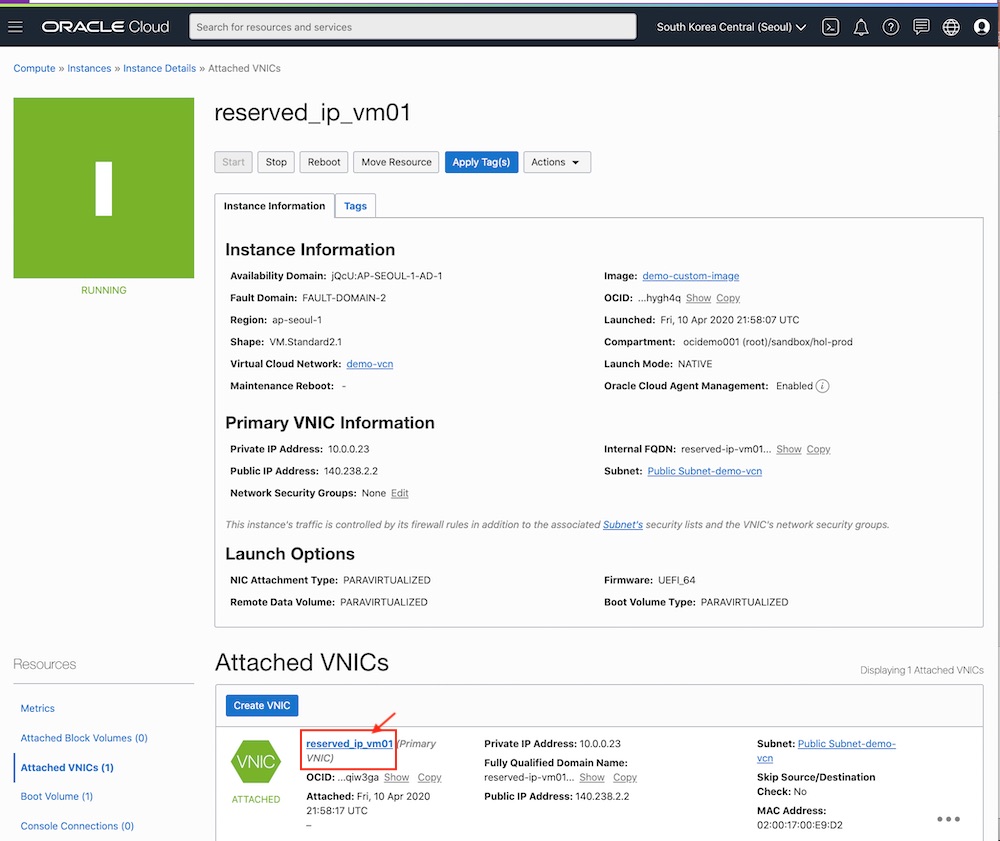 ORACLE Cloud
Search for resources and services
South Korea Central (Seoul)
Compute » Instances » Instance Details » Attached VNICs
RUNNING
reserved_ip_vm01
Start Stop Reboot Move Resource Apply Tag(s) Actions
Instance Information Tags
Instance Information
Availability Domain: jQcU:AP-SEOUL-1-AD-1
Fault Domain: FAULT-DOMAIN-2
Region: ap-seoul-1
Shape: VM.Standard2.1
Virtual Cloud Network: demo-vcn
Maintenance Reboot: -
Image: demo-custom-image
OCID: ...hygh4q Show Copy
Launched: Fri, 10 Apr 2020 21:58:07 UTC
Compartment: ocidemo001 (root)/sandbox/hol-prod
Launch Mode: NATIVE
Oracle Cloud Agent Management: Enabled
Primary VNIC Information
Private IP Address: 10.0.0.23
Public IP Address: 140.238.2.2
Network Security Groups: None Edit
Internal FQDN: reserved-ip-vm01... Show Copy
Subnet: Public Subnet-demo-vcn
This instance's traffic is controlled by its firewall rules in addition to the associated Subnet's security lists and the VNIC's network security groups.
Launch Options
NIC Attachment Type: PARAVIRTUALIZED
Remote Data Volume: PARAVIRTUALIZED
Firmware: UEFI_64
Boot Volume Type: PARAVIRTUALIZED
Resources
Metrics
Attached Block Volumes (0)
Attached VNICs (1)
Boot Volume (1)
Console Connections (0)
Attached VNICs
Displaying 1 Attached VNICs
Create VNIC
VNIC
ATTACHED
reserved_ip_vm01 (Primary
VNIC)
OCID: ...qiw3ga Show Copy
Attached: Fri, 10 Apr 2020
21:58:17 UTC
–
Private IP Address: 10.0.0.23
Fully Qualified Domain Name:
reserved-ip-vm01... Show Copy
Public IP Address: 140.238.2.2
Subnet: Public Subnet-demo-
vcn
Skip Source/Destination
Check: No
MAC Address:
02:00:17:00:E9:D2